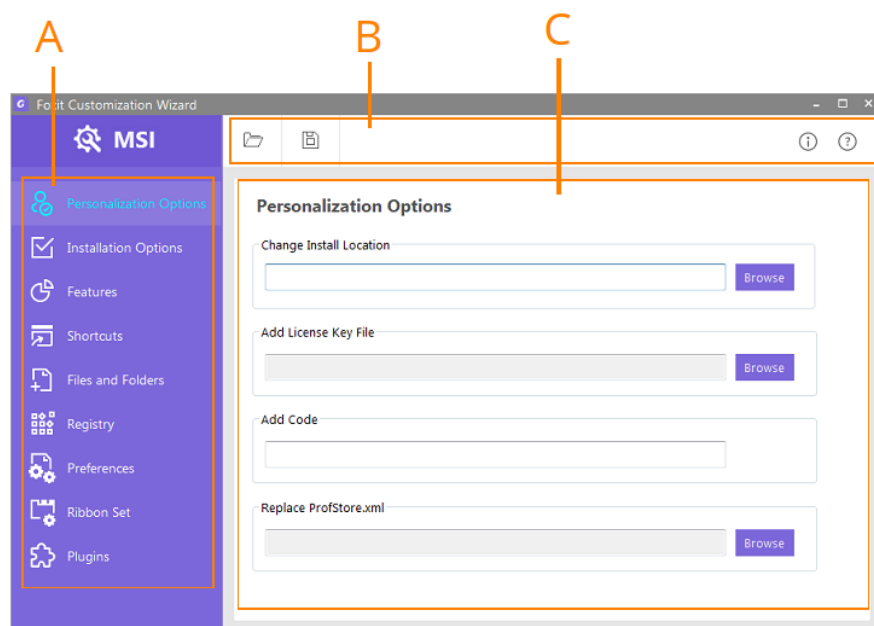 A
B
C
Foxit Customization Wizard
MSI
Personalization Options
Installation Options
Features
Shortcuts
Files and Folders
Registry
Preferences
Ribbon Set
Plugins
Personalization Options
Change Install Location
Browse
Add License Key File
Browse
Add Code
Replace ProfStore.xml
Browse